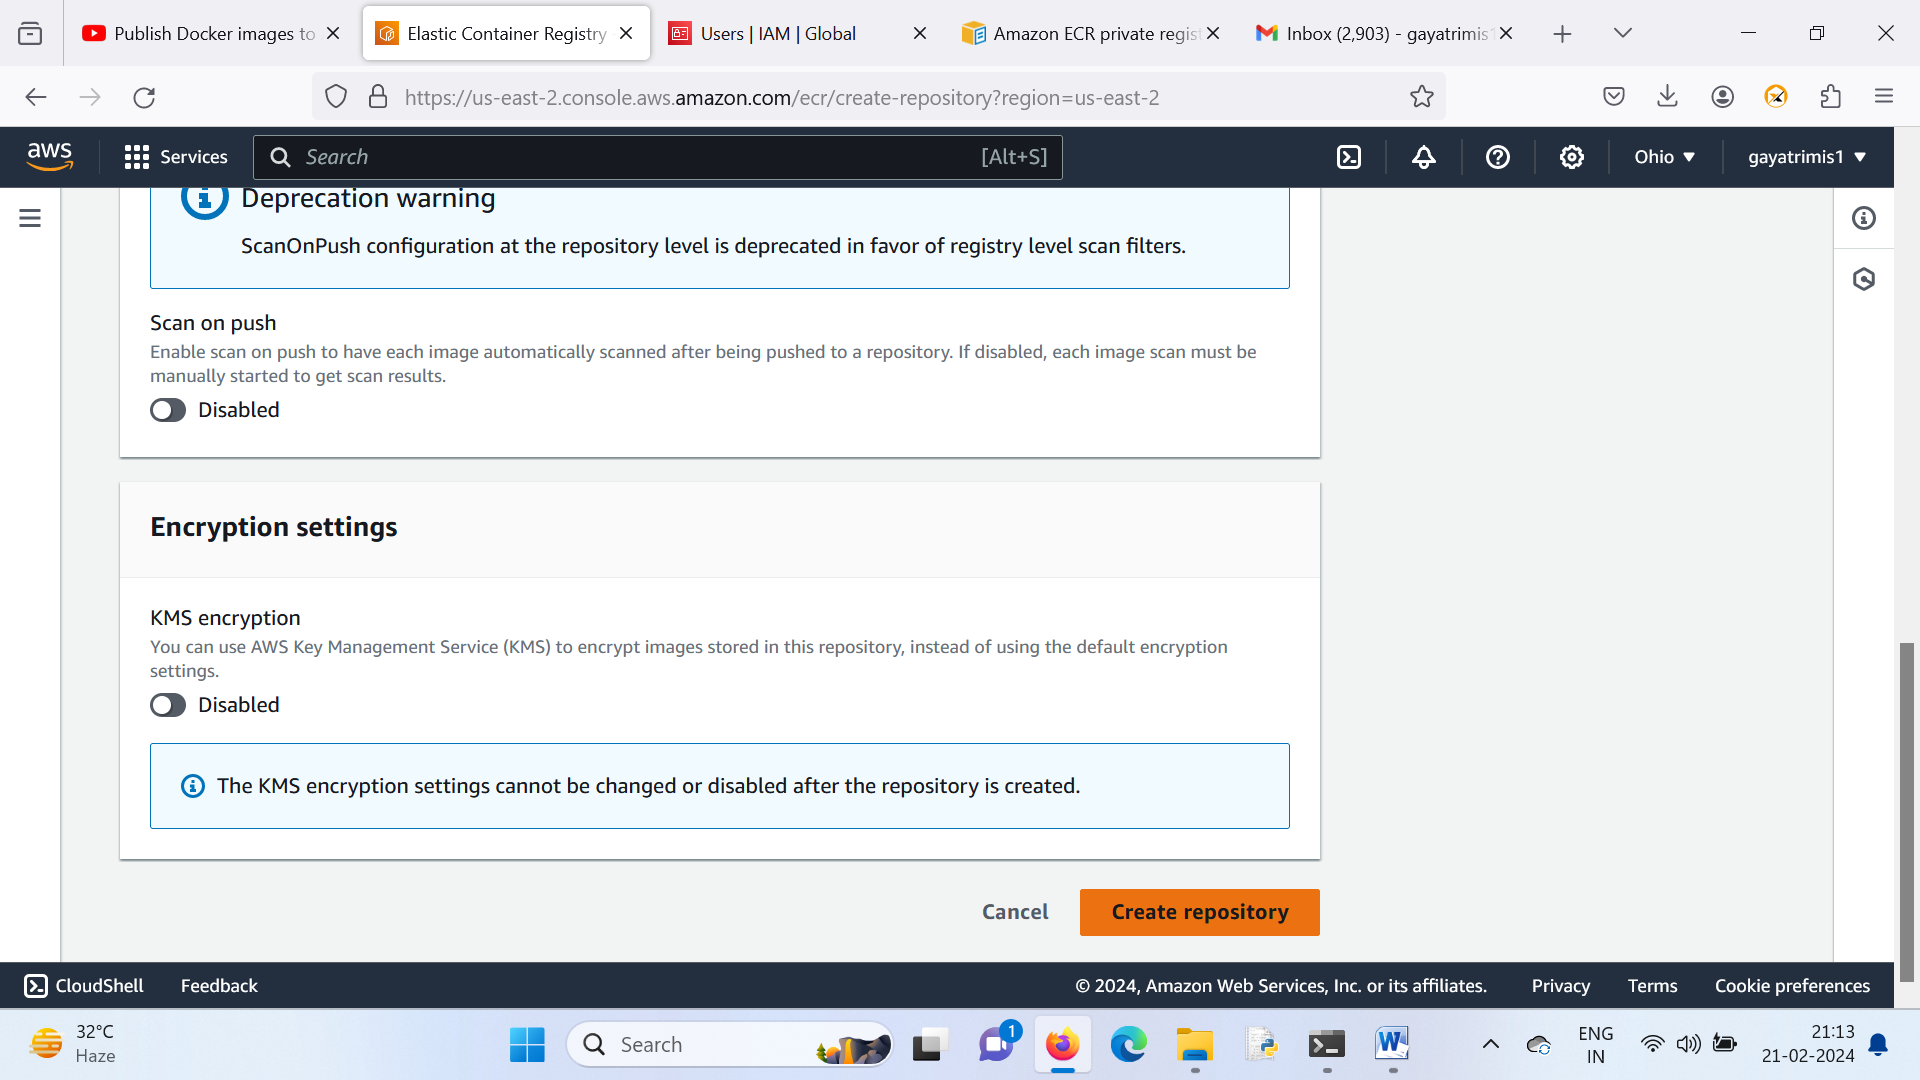 Publish Docker images to
Elastic Container Registry
Users | IAM | Global
Amazon ECR private regist
Inbox (2,903) - gayatrimis1
https://us-east-2.console.aws.amazon.com/ecr/create-repository?region=us-east-2
aws
Services
Search
[Alt+S]
Ohio
gayatrimis1
Deprecation warning
ScanOnPush configuration at the repository level is deprecated in favor of registry level scan filters.
Scan on push
Enable scan on push to have each image automatically scanned after being pushed to a repository. If disabled, each image scan must be
manually started to get scan results.
Disabled
Encryption settings
KMS encryption
You can use AWS Key Management Service (KMS) to encrypt images stored in this repository, instead of using the default encryption
settings.
Disabled
The KMS encryption settings cannot be changed or disabled after the repository is created.
Cancel
Create repository
CloudShell
Feedback
© 2024, Amazon Web Services, Inc. or its affiliates.
Privacy
Terms
Cookie preferences
32°C
Haze
Search
1
ENG
IN
21:13
21-02-2024